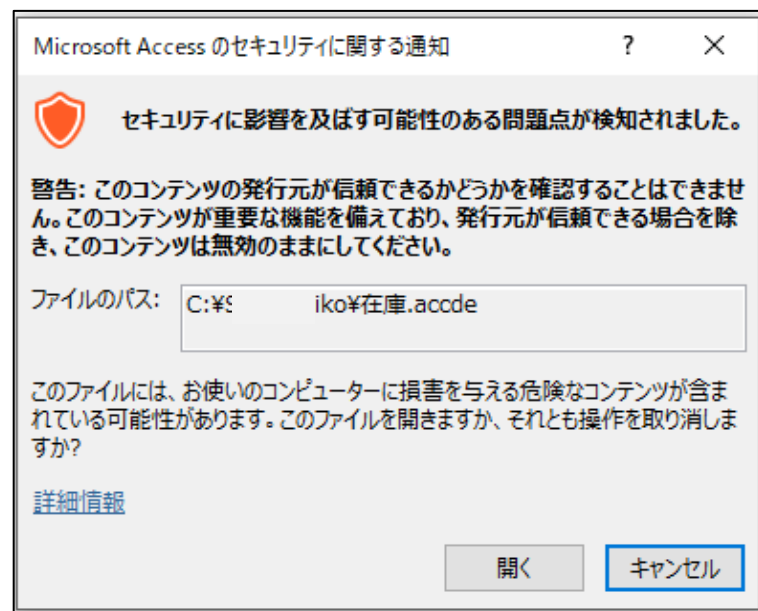 Microsoft Access のセキュリティに関する通知 ? ×
セキュリティに影響を及ぼす可能性のある問題点が検知されました。
警告: このコンテンツの発行元が信頼できるかどうかを確認することはできませ
ん。このコンテンツが重要な機能を備えており、発行元が信頼できる場合を除
き、このコンテンツは無効のままにしてください。
ファイルのパス: C:¥S iko¥在庫.accde
このファイルには、お使いのコンピューターに損害を与える危険なコンテンツが含ま
れている可能性があります。このファイルを開きますか、それとも操作を取り消しま
すか?
詳細情報
開く キャンセル